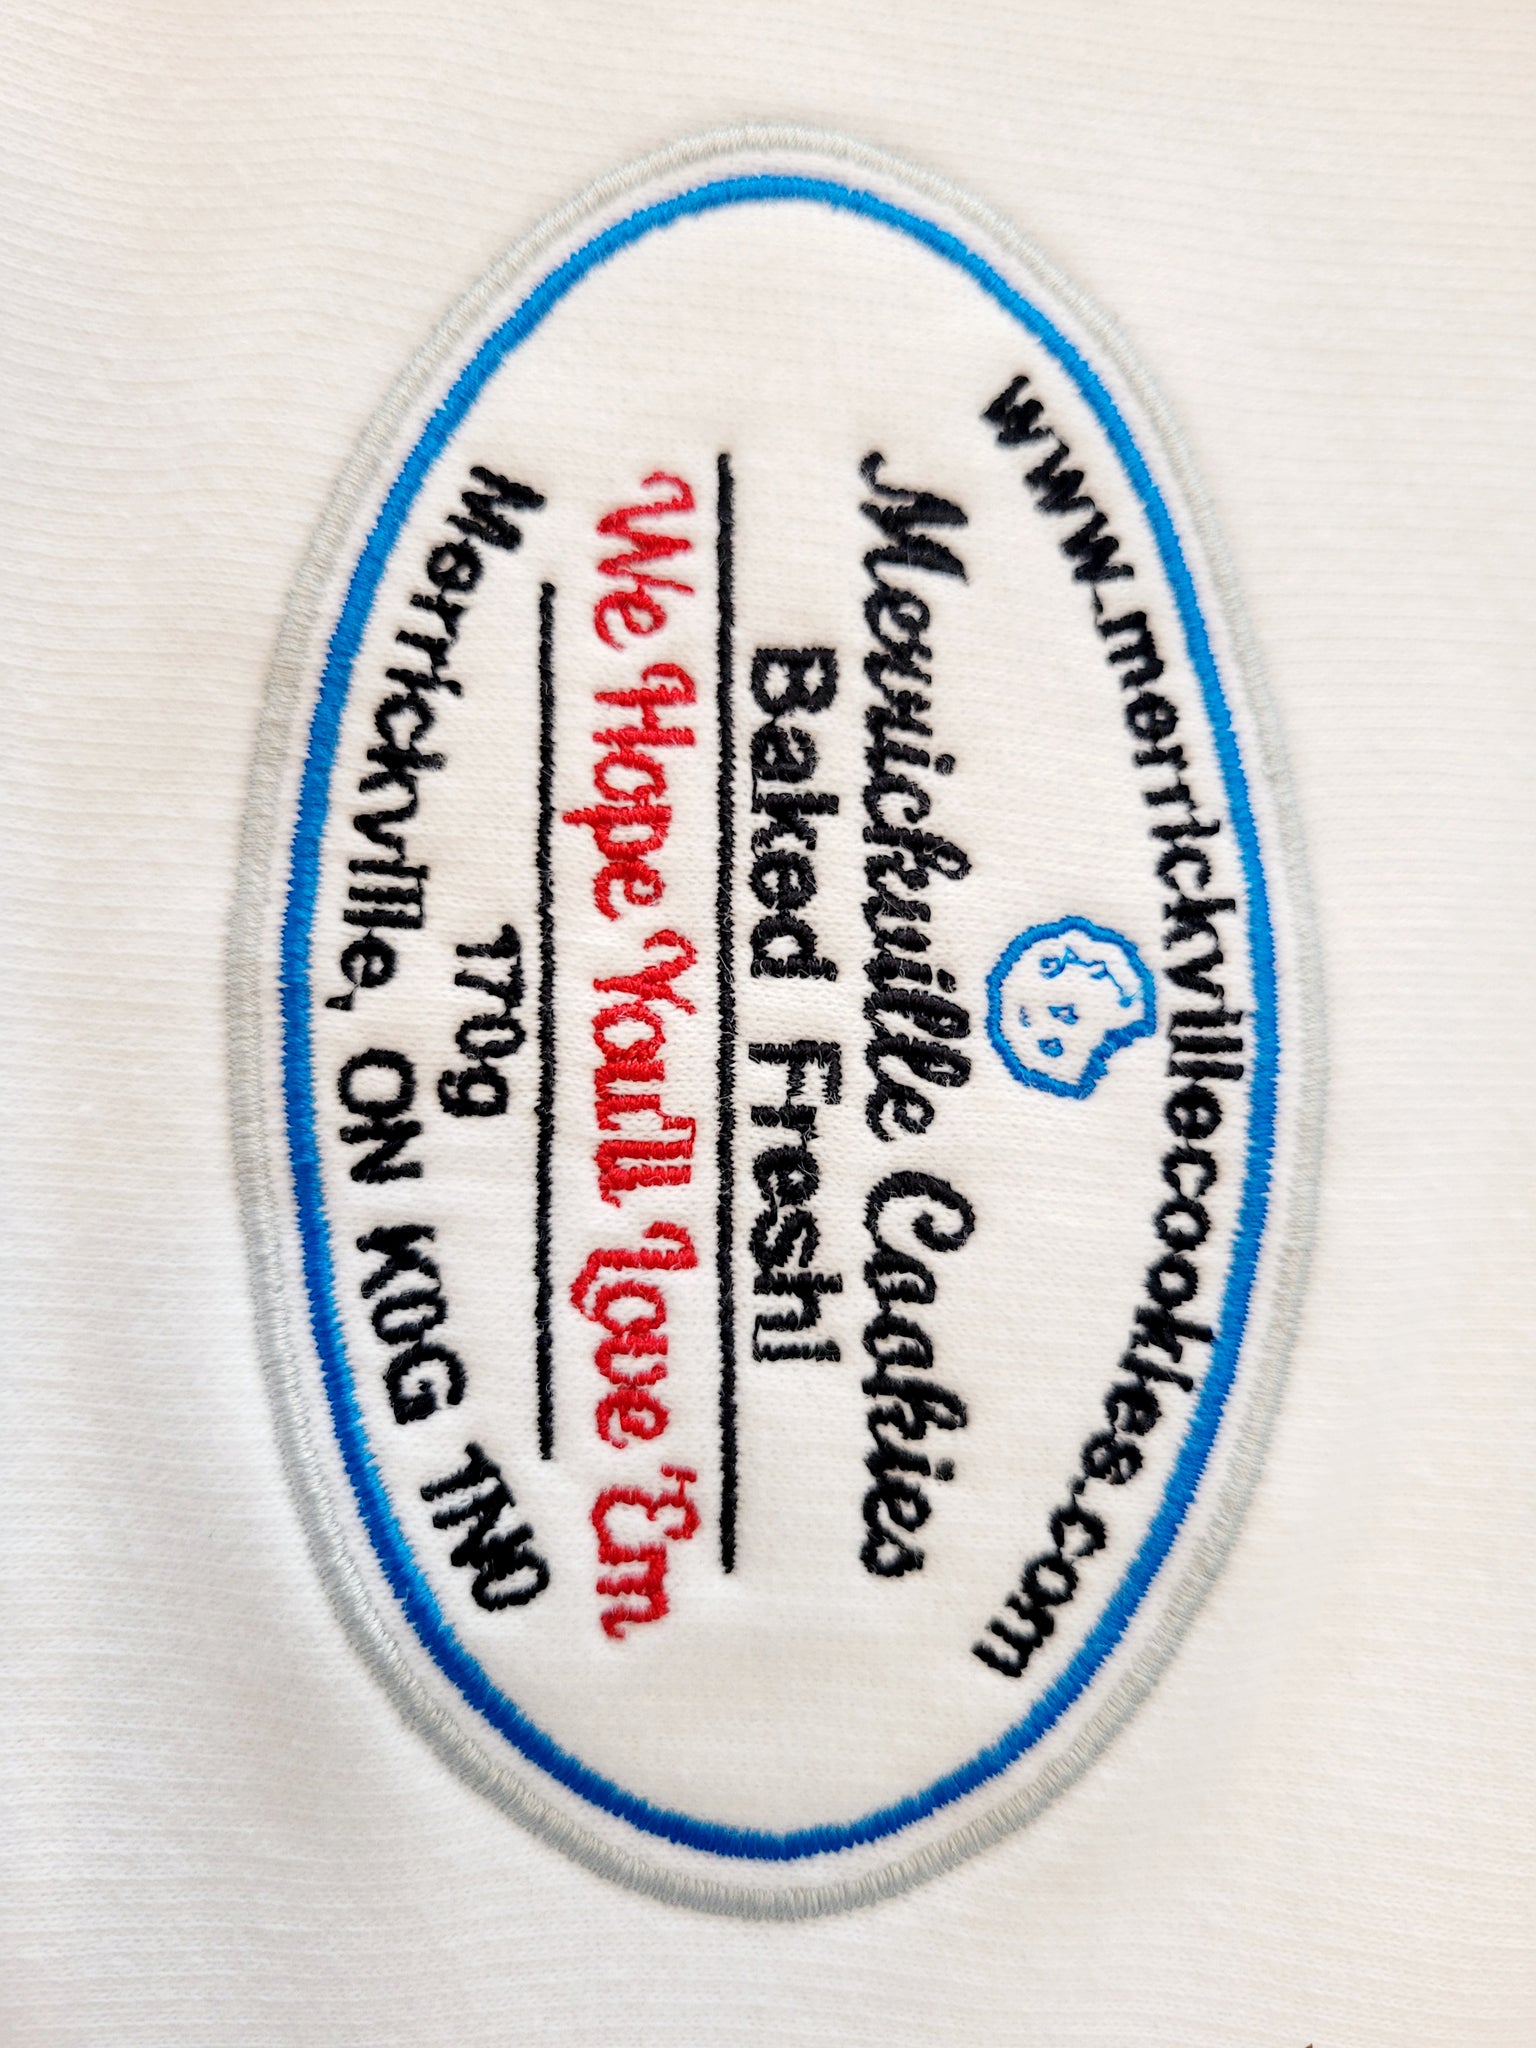 www.merrickvillecookies.com
Merrickville Cookies
Baked Fresh!
We Hope You'll Love 'Em
170g
Merrickville, ON K0G 1N0